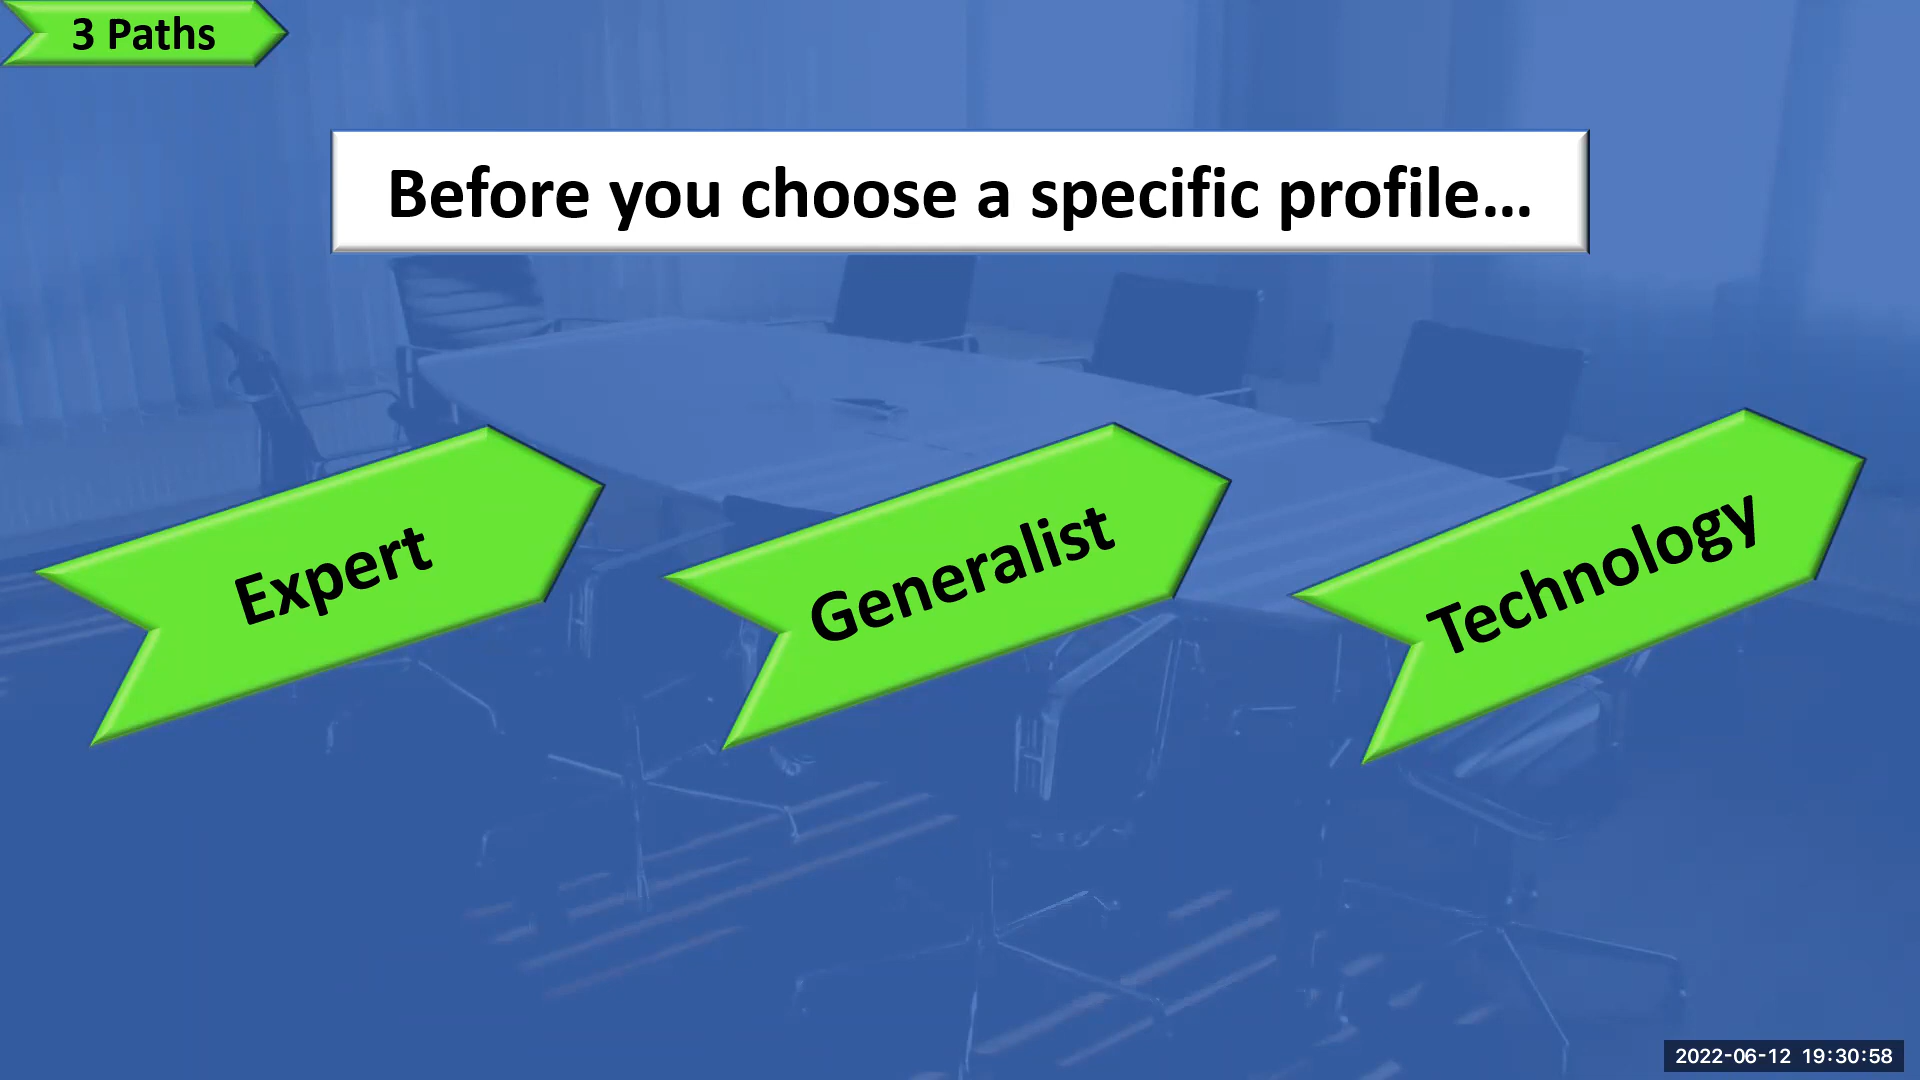 3 Paths
Before you choose a specific profile...
Expert
Generalist
Technology
2022-06-12 19:30:58